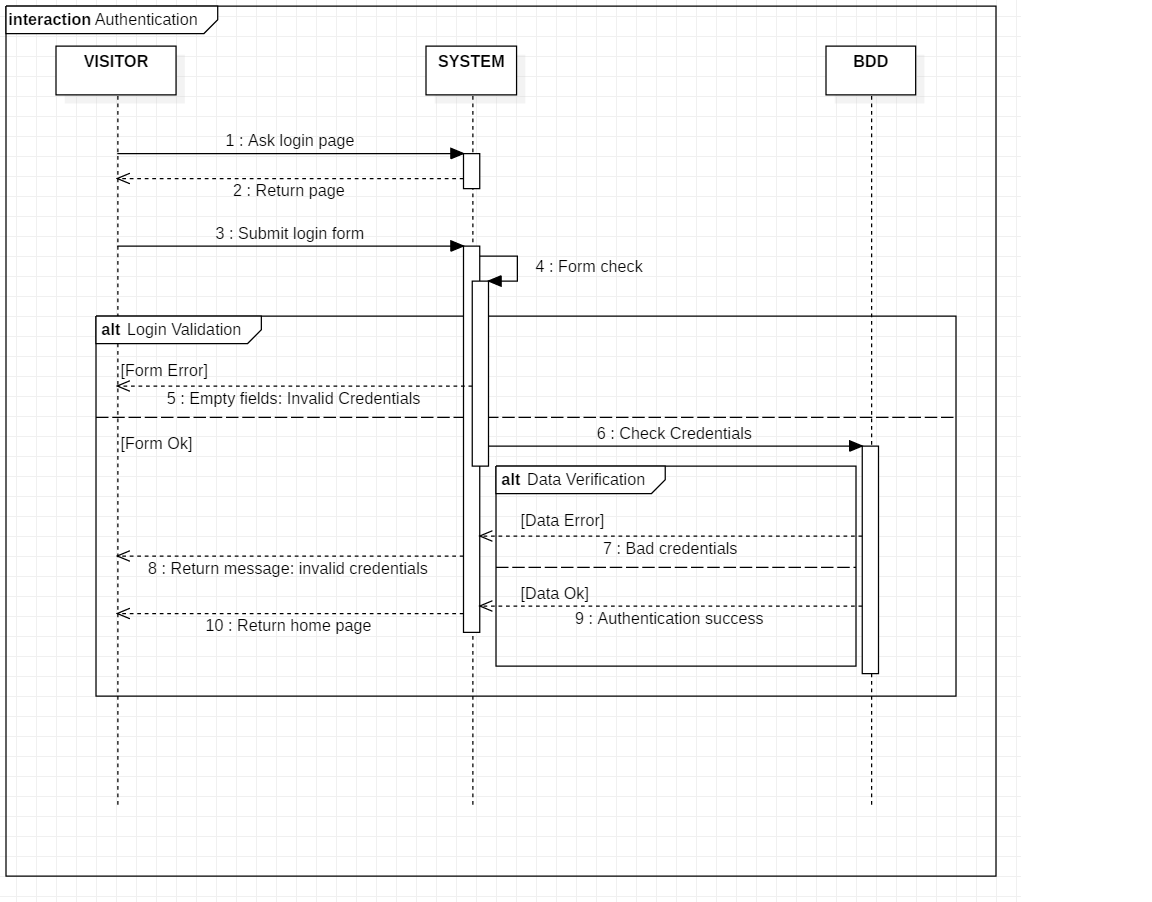 interaction Authentication
VISITOR
SYSTEM
BDD
1 : Ask login page
2 : Return page
3 : Submit login form
4 : Form check
alt Login Validation
[Form Error]
5 : Empty fields: Invalid Credentials
[Form Ok]
6 : Check Credentials
alt Data Verification
[Data Error]
7 : Bad credentials
8 : Return message: invalid credentials
[Data Ok]
9 : Authentication success
10 : Return home page